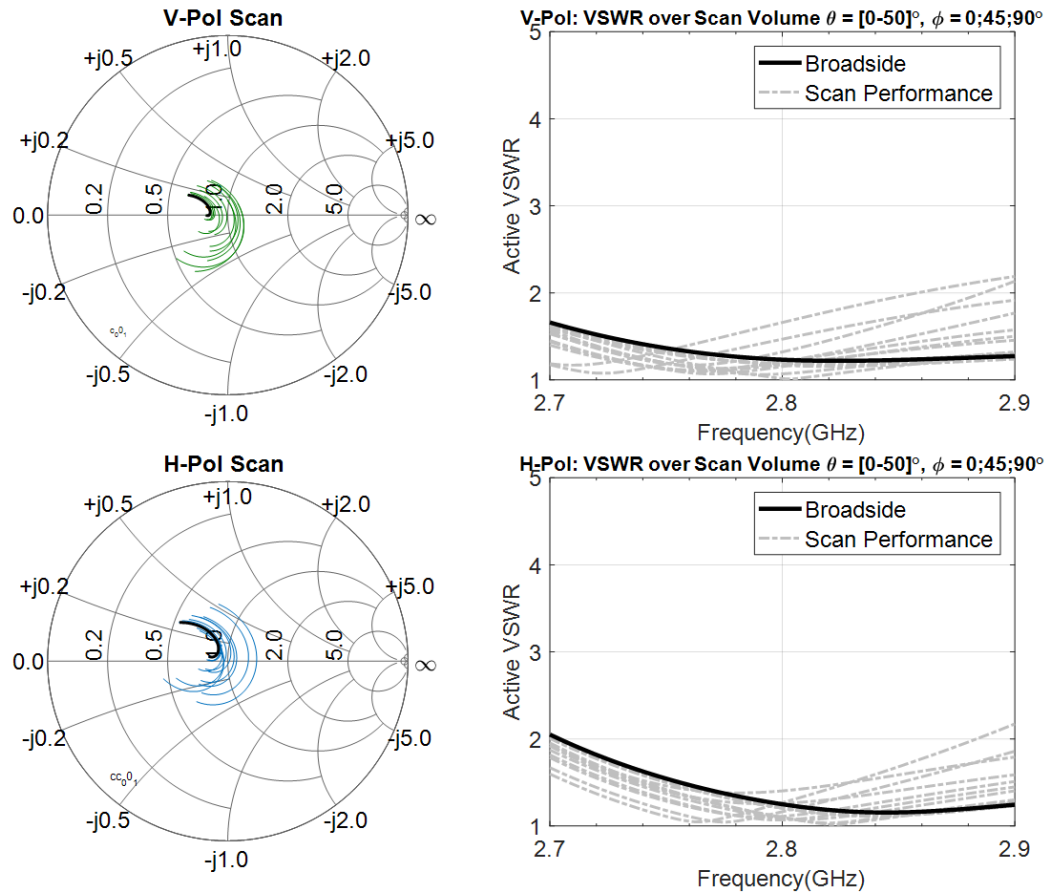 V-Pol Scan
+j1.0
+j0.5
+j2.0
+j0.2
+j5.0
0.0
0.2
0.5
1.0
2.0
5.0
∞
-j0.2
-j5.0
-j0.5
-j2.0
-j1.0
V-Pol: VSWR over Scan Volume θ = [0-50]°, ϕ = 0;45;90°
5
4
3
2
1
Active VSWR
Broadside
Scan Performance
2.7
2.8
2.9
Frequency(GHz)
H-Pol Scan
+j1.0
+j0.5
+j2.0
+j0.2
+j5.0
0.0
0.2
0.5
1.0
2.0
5.0
∞
-j0.2
-j5.0
-j0.5
-j2.0
-j1.0
H-Pol: VSWR over Scan Volume θ = [0-50]°, ϕ = 0;45;90°
5
4
3
2
1
Active VSWR
Broadside
Scan Performance
2.7
2.8
2.9
Frequency(GHz)